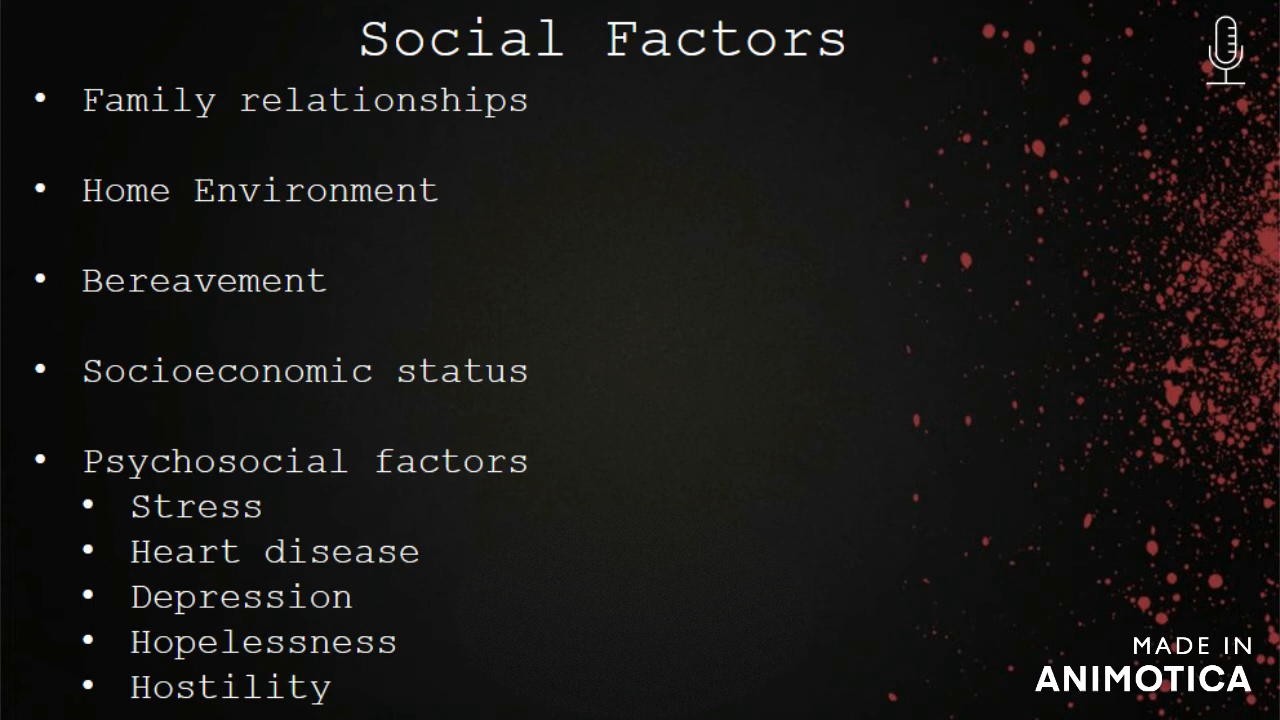 Social Factors
• Family relationships
• Home Environment
• Bereavement
• Socioeconomic status
• Psychosocial factors
• Stress
• Heart disease
• Depression
• Hopelessness
• Hostility
MADE IN
ANIMOTICA